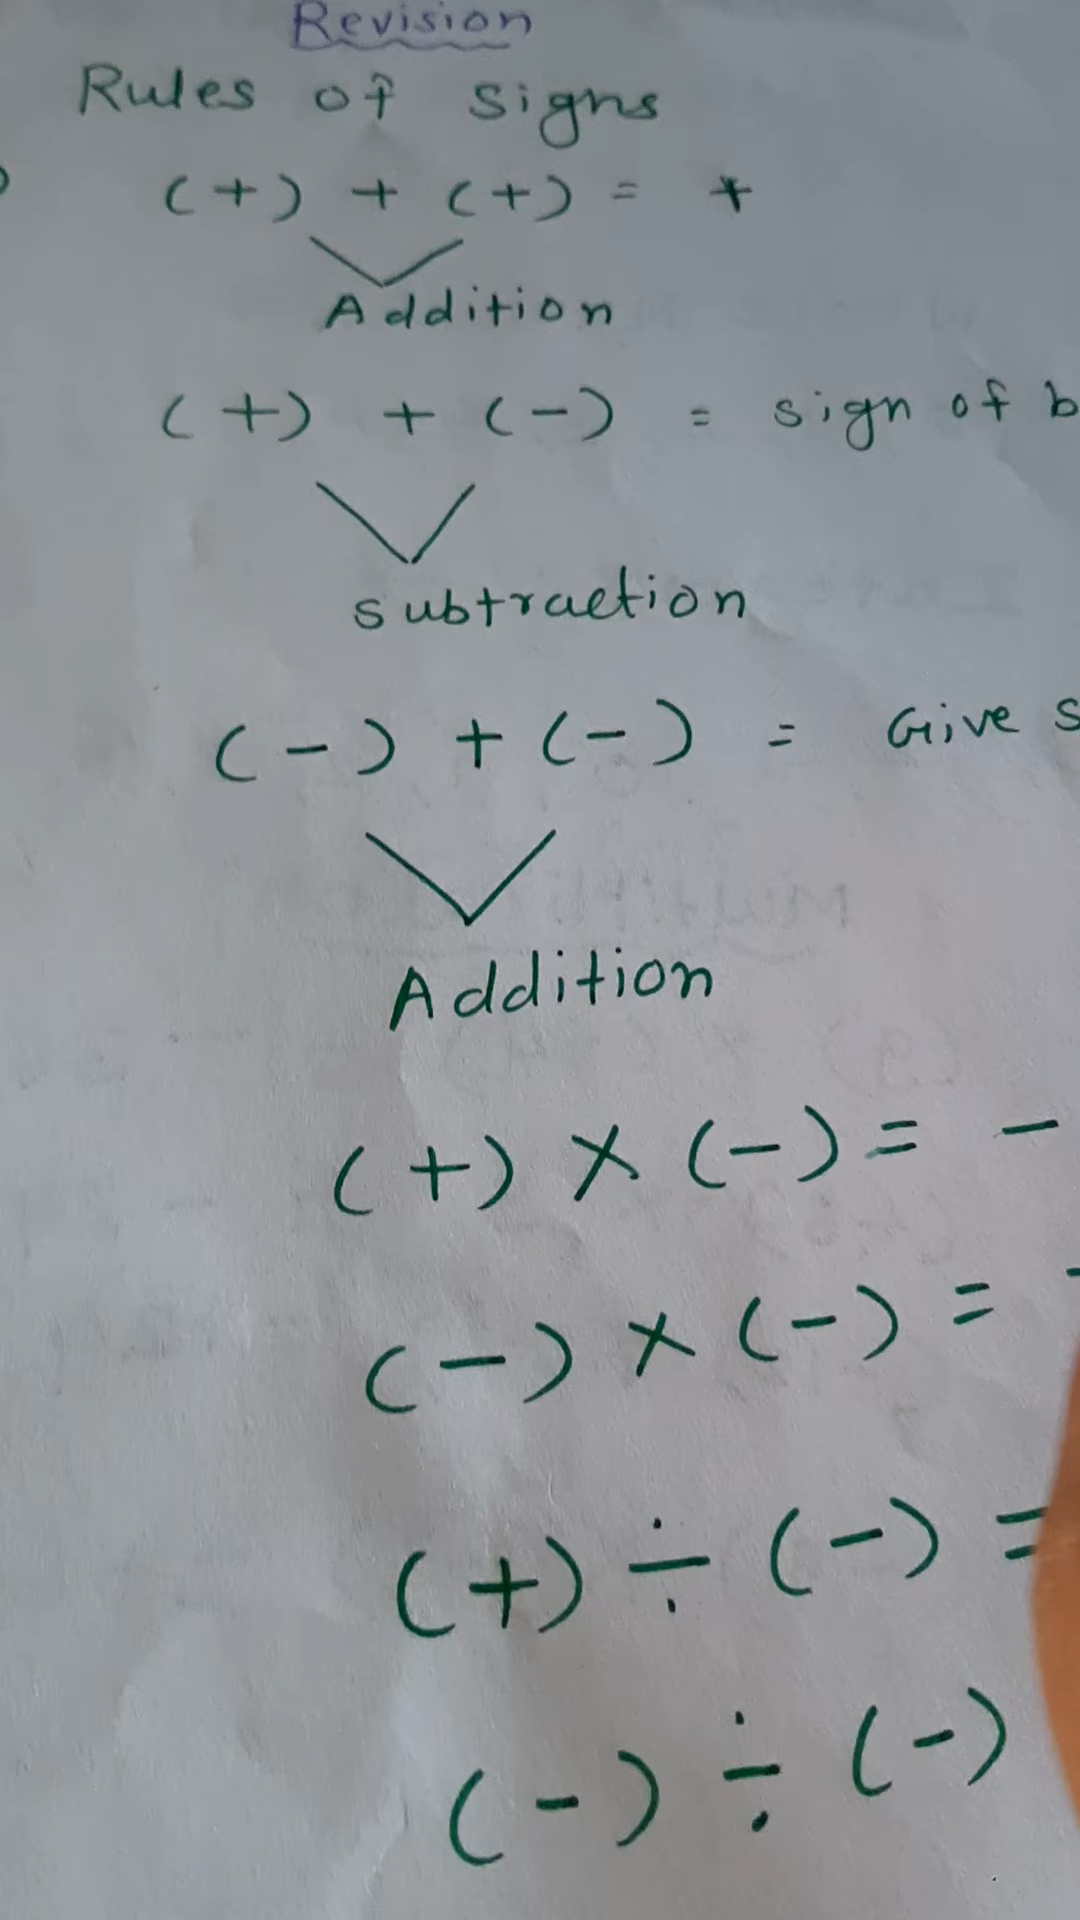 Revision
Rules of signs
(+) + (+) = +
Addition
(+) + (-) = sign of b
subtraction
(-) + (-) = Give s
Addition
(+) × (-) = -
(-) × (-) =
(+) ÷ (-) =
(-) ÷ (-)